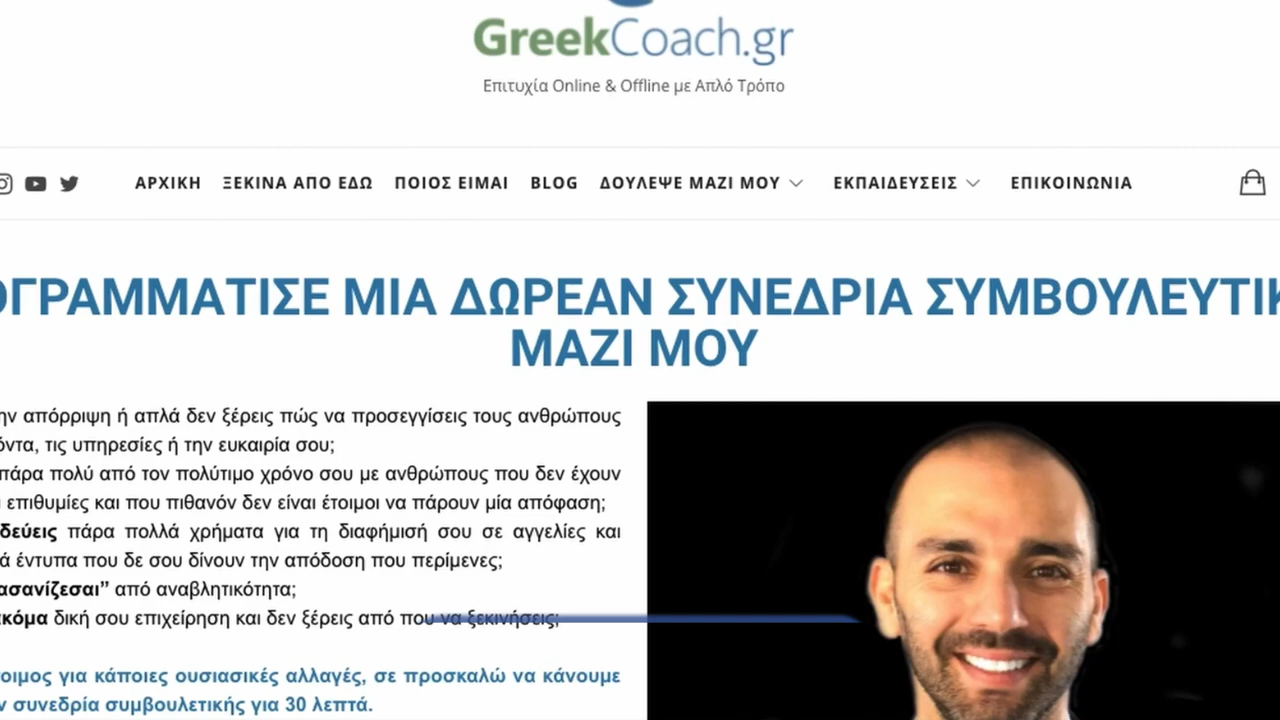 GreekCoach.gr
Επιτυχία Online & Offline με Απλό Τρόπο
ΑΡΧΙΚΗ ΞΕΚΙΝΑ ΑΠΟ ΕΔΩ ΠΟΙΟΣ ΕΙΜΑΙ BLOG ΔΟΥΛΕΨΕ ΜΑΖΙ ΜΟΥ ΕΚΠΑΙΔΕΥΣΕΙΣ ΕΠΙΚΟΙΝΩΝΙΑ
ΟΓΡΑΜΜΑΤΙΣΕ ΜΙΑ ΔΩΡΕΑΝ ΣΥΝΕΔΡΙΑ ΣΥΜΒΟΥΛΕΥΤΙΚ
ΜΑΖΙ ΜΟΥ
ην απόρριψη ή απλά δεν ξέρεις πώς να προσεγγίσεις τους ανθρώπους
όντα, τις υπηρεσίες ή την ευκαιρία σου;
πάρα πολύ από τον πολύτιμο χρόνο σου με ανθρώπους που δεν έχουν
επιθυμίες και που πιθανόν δεν είναι έτοιμοι να πάρουν μία απόφαση;
δεύεις πάρα πολλά χρήματα για τη διαφήμισή σου σε αγγελίες και
ά έντυπα που δε σου δίνουν την απόδοση που περίμενες;
ασανίζεσαι” από αναβλητικότητα;
κόμα δική σου επιχείρηση και δεν ξέρεις από που να ξεκινήσεις;
οιμος για κάποιες ουσιασικές αλλαγές, σε προσκαλώ να κάνουμε
ν συνεδρία συμβουλετικής για 30 λεπτά.